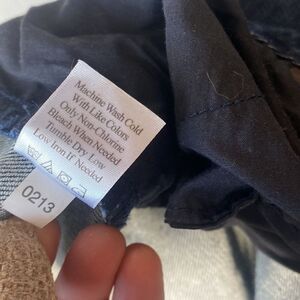 Machine Wash Cold
With Like Colors
Only Non-Chlorine
Bleach When Needed
Tumble Dry Low
Low Iron If Needed
0213